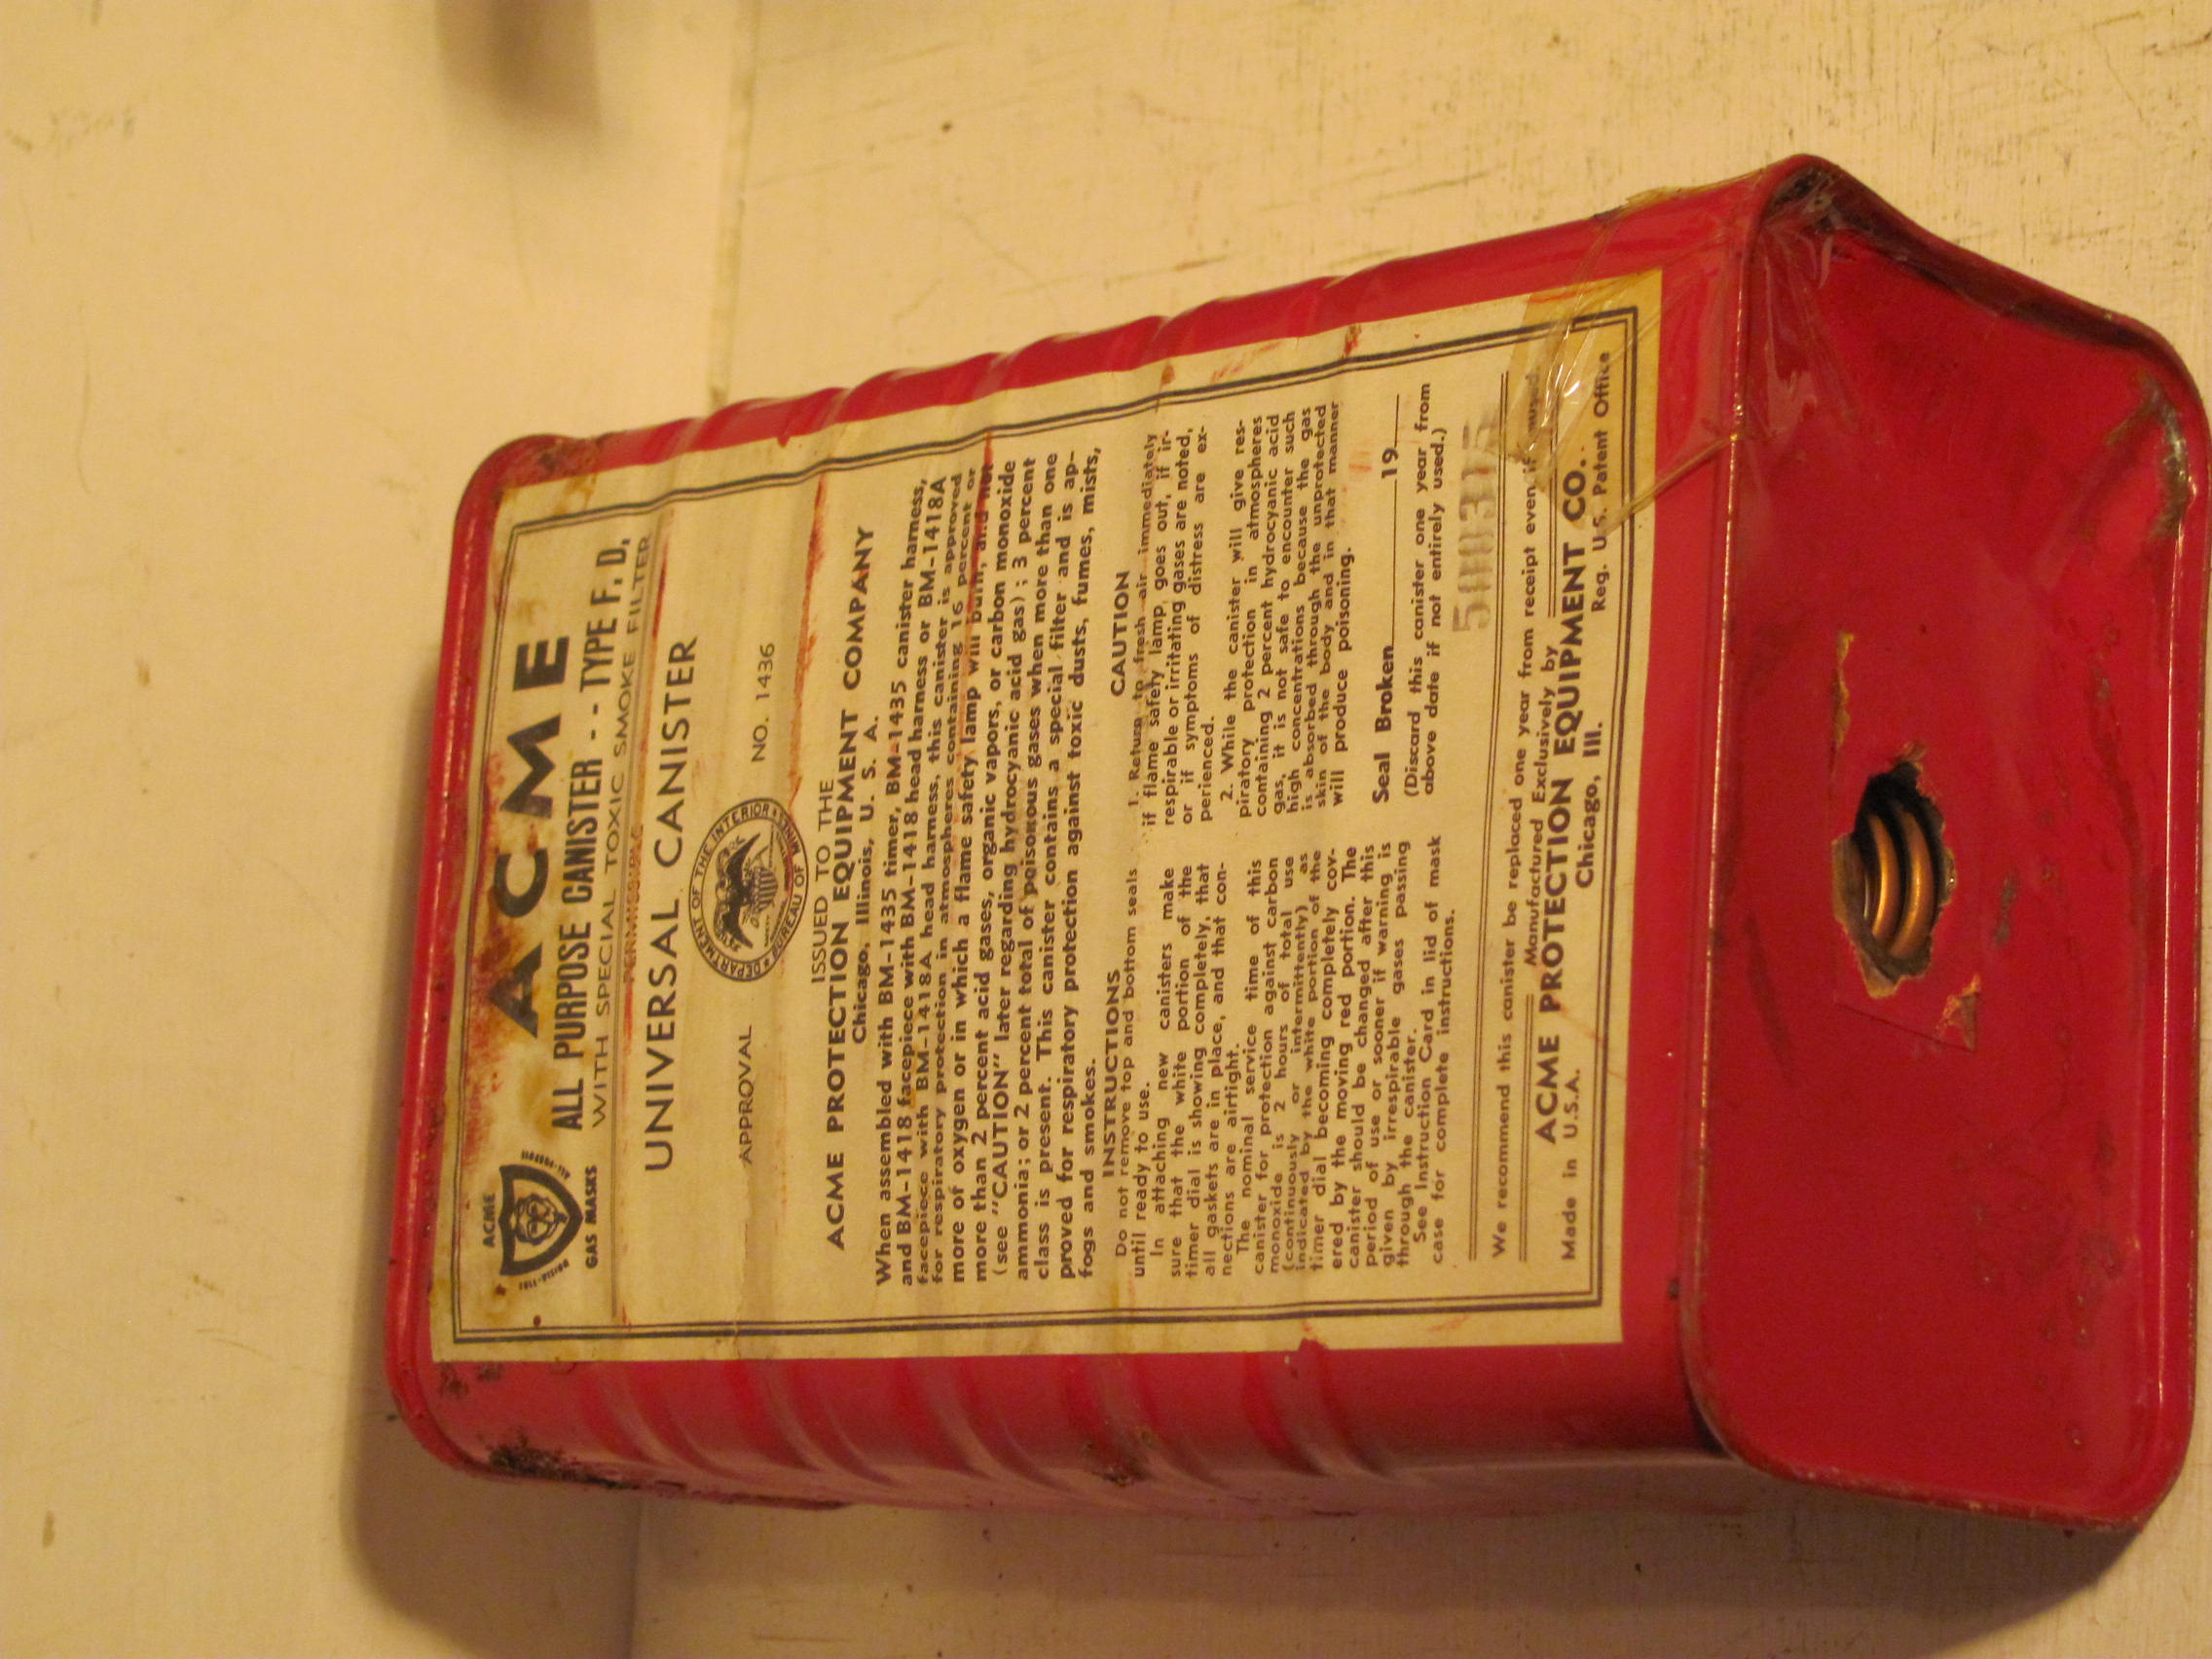 ACME
GAS MASKS
ACME
ALL PURPOSE CANISTER -- TYPE F. D.
WITH SPECIAL TOXIC SMOKE FILTER
PERMISSIBLE
UNIVERSAL CANISTER
DEPARTMENT OF THE INTERIOR
BUREAU OF MINES
APPROVAL NO. 1436
ISSUED TO THE
ACME PROTECTION EQUIPMENT COMPANY
Chicago, Illinois, U. S. A.
When assembled with BM-1435 timer, BM-1435 canister harness,
and BM-1418 facepiece with BM-1418 head harness or BM-1418A
facepiece with BM-1418A head harness, this canister is approved
for respiratory protection in atmospheres containing 16 percent or
more of oxygen or in which a flame safety lamp will burn, and not
more than 2 percent acid gases, organic vapors, or carbon monoxide
(see "CAUTION" later regarding hydrocyanic acid gas); 3 percent
ammonia; or 2 percent total of poisonous gases when more than one
class is present. This canister contains a special filter and is ap-
proved for respiratory protection against toxic dusts, fumes, mists,
fogs and smokes.
INSTRUCTIONS
Do not remove top and bottom seals
until ready to use.
In attaching new canisters make
sure that the white portion of the
timer dial is showing completely, that
all gaskets are in place, and that con-
nections are airtight.
The nominal service time of this
canister for protection against carbon
monoxide is 2 hours of total use
(continuously or intermittently) as
indicated by the white portion of the
timer dial becoming completely cov-
ered by the moving red portion. The
canister should be changed after this
period of use or sooner if warning is
given by irrespirable gases passing
through the canister.
See Instruction Card in lid of mask
case for complete instructions.
CAUTION
1. Return to fresh air immediately
if flame safety lamp goes out, if ir-
respirable or irritating gases are noted,
or if symptoms of distress are ex-
perienced.
2. While the canister will give res-
piratory protection in atmospheres
containing 2 percent hydrocyanic acid
gas, it is not safe to encounter such
high concentrations because the gas
is absorbed through the unprotected
skin of the body and in that manner
will produce poisoning.
Seal Broken 19
(Discard this canister one year from
above date if not entirely used.)
We recommend this canister be replaced one year from receipt even if unused.
Manufactured Exclusively by
ACME PROTECTION EQUIPMENT CO.
Made in U.S.A. Chicago, Ill. Reg. U.S. Patent Office